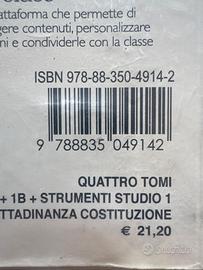 attaforma che permette di
gere contenuti, personalizzare
ni e condividerle con la classe
ISBN 978-88-350-4914-2
9 788835 049142
QUATTRO TOMI
+ 1B + STRUMENTI STUDIO 1
TTADINANZA COSTITUZIONE
€ 21,20